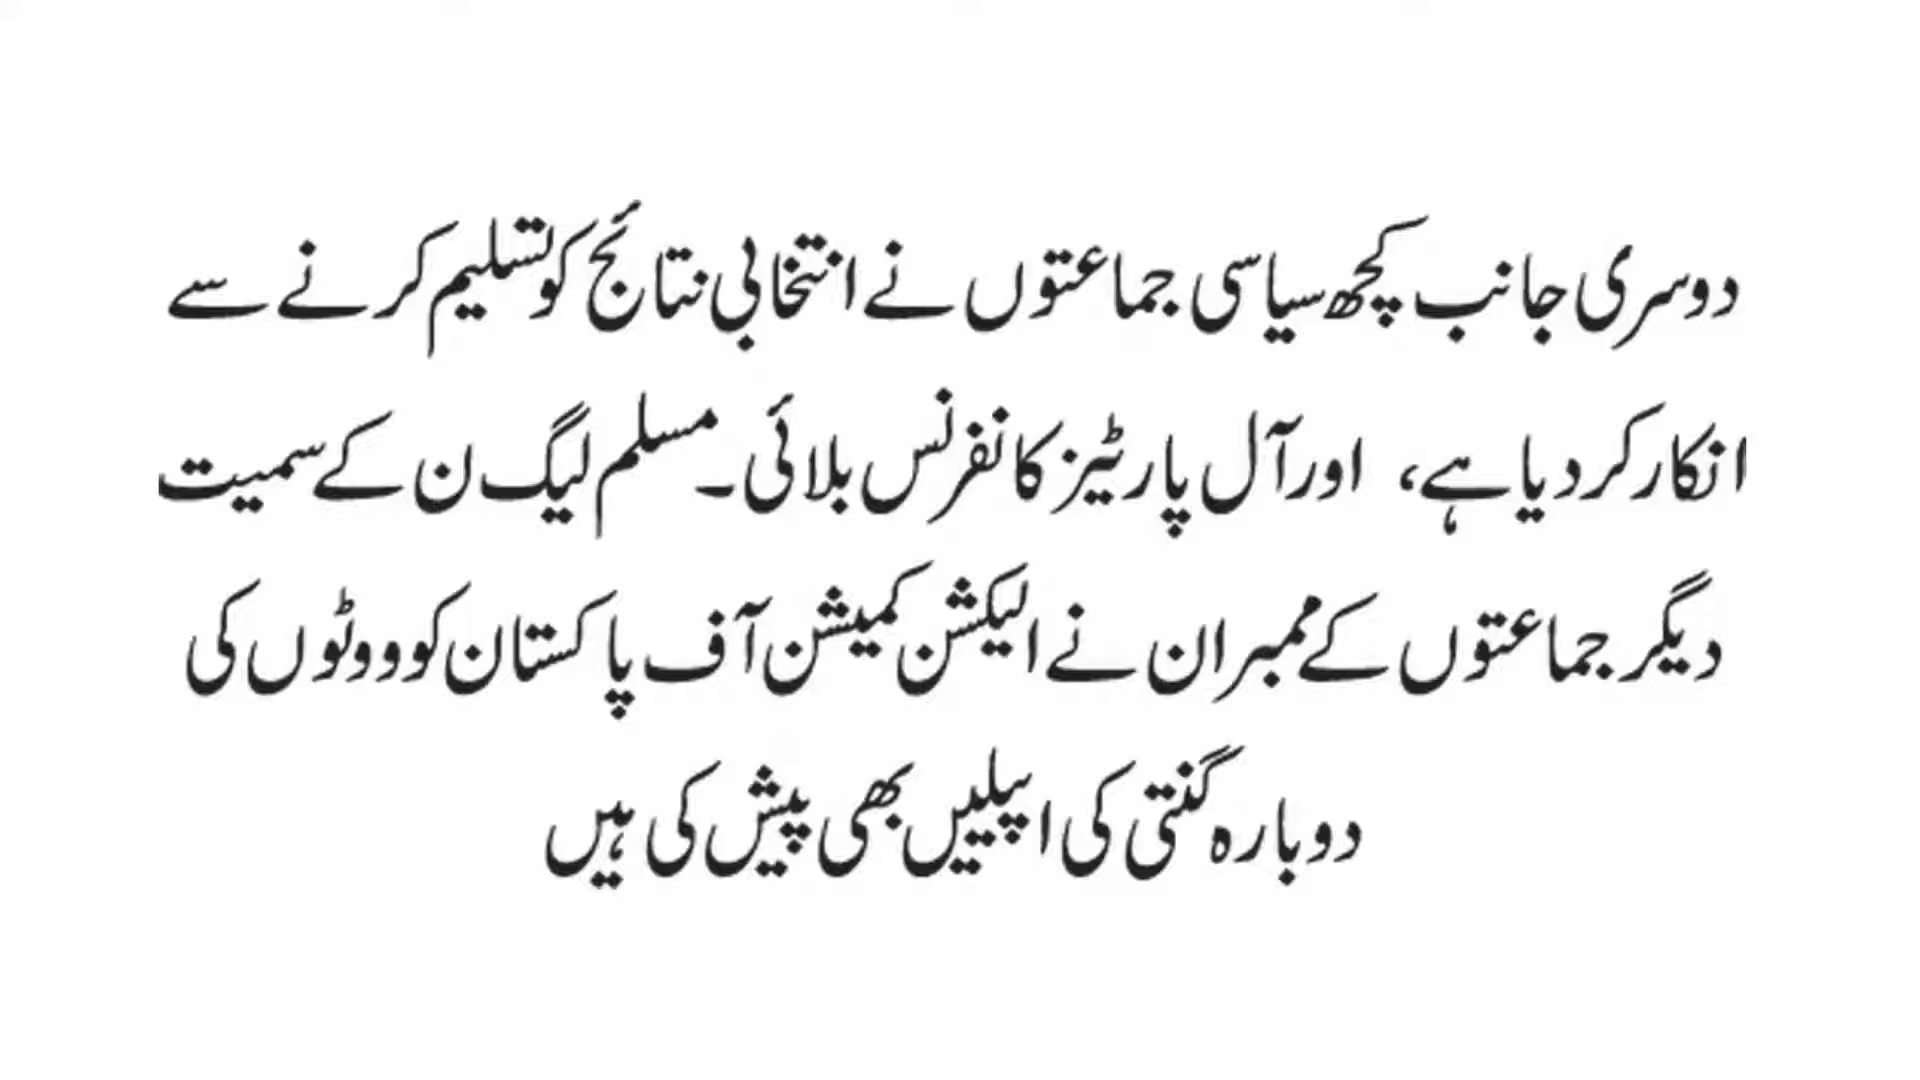 دوسری جانب کچھ سیاسی جماعتوں نے انتخابی نتائج کو تسلیم کرنے سے
انکار کر دیا ہے، اور آل پارٹیز کانفرنس بلائی۔ مسلم لیگ ن کے سمیت
دیگر جماعتوں کے ممبران نے الیکشن کمیشن آف پاکستان کو ووٹوں کی
دوبارہ گنتی کی اپیلیں بھی پیش کی ہیں